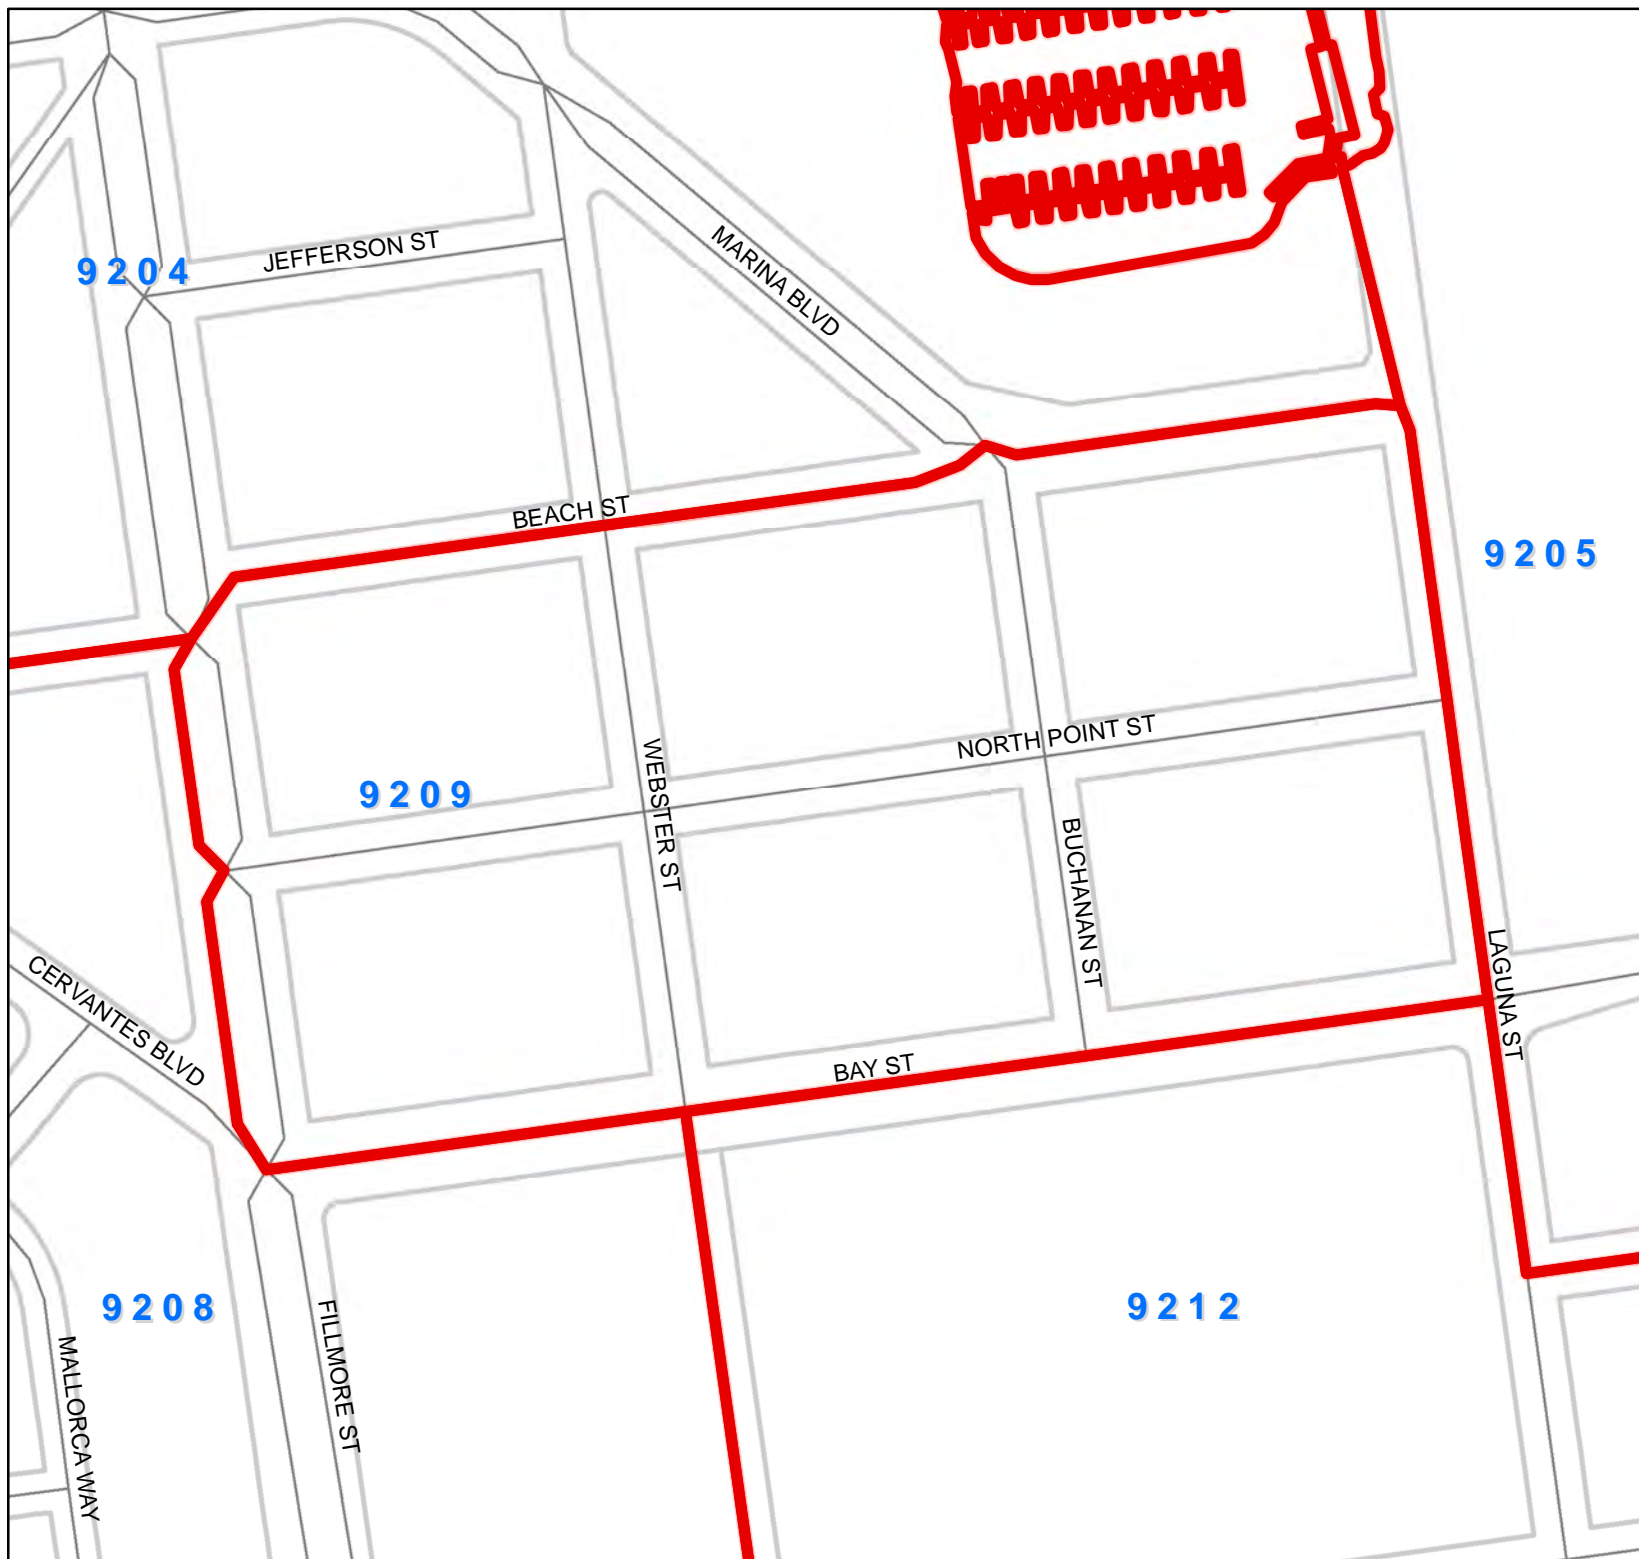 JEFFERSON ST
9204
MARINA BLVD
BEACH ST
9205
NORTH POINT ST
WEBSTER ST
9209
BUCHANAN ST
LAGUNA ST
CERVANTES BLVD
BAY ST
9208
9212
FILLMORE ST
MALLORCA WAY